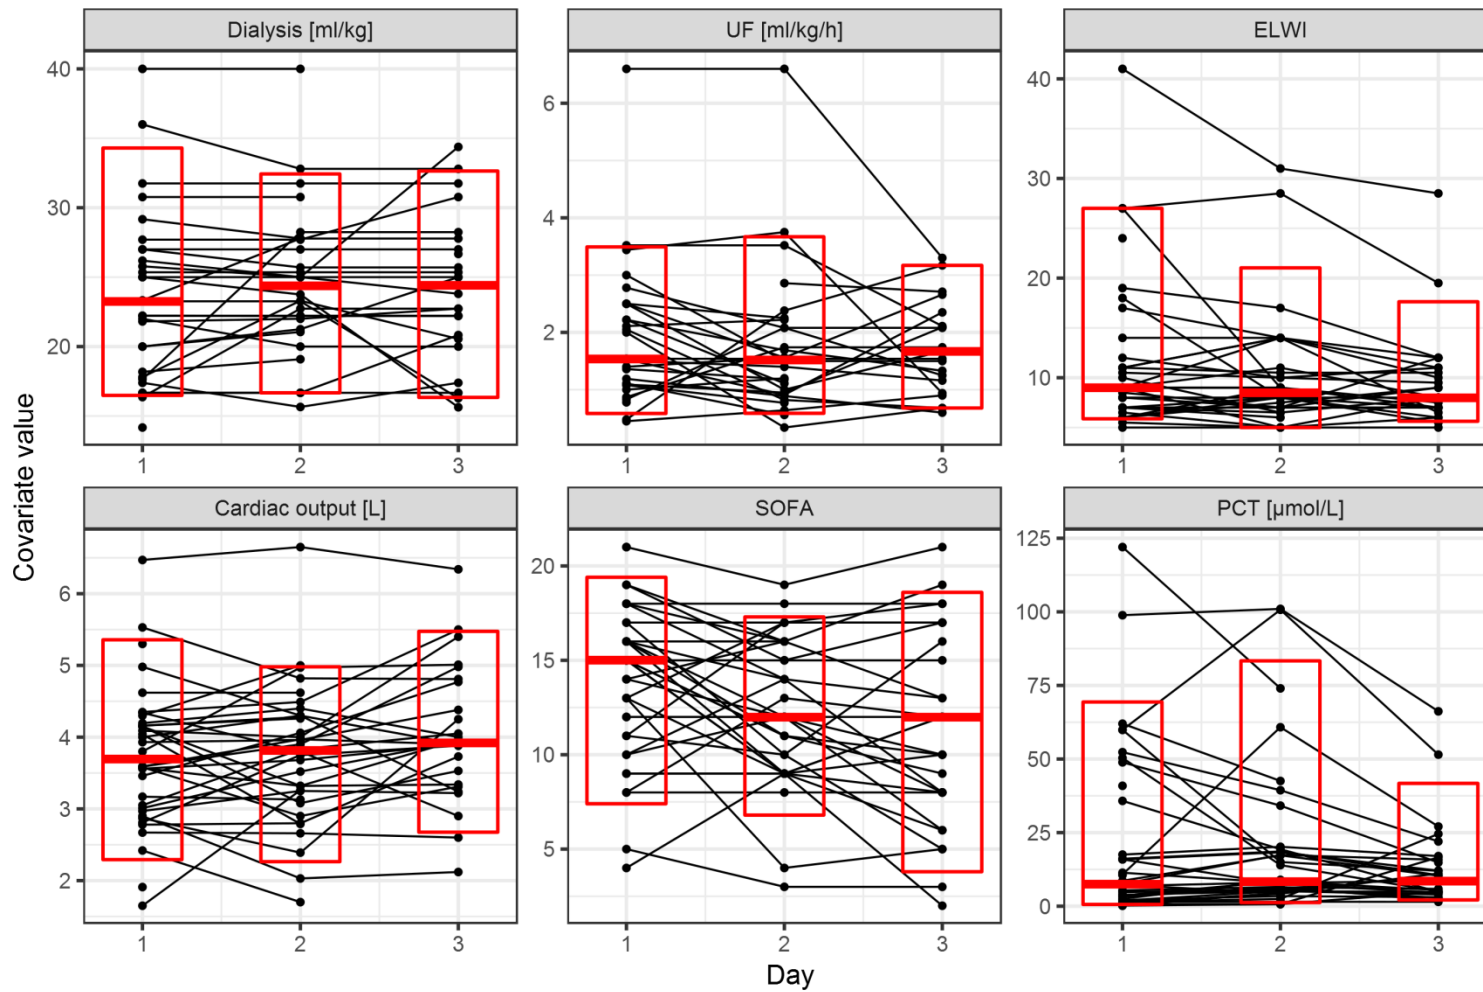 Dialysis [ml/kg]
UF [ml/kg/h]
ELWI
40
30
20
6
4
2
40
30
20
10
1 2 3
1 2 3
1 2 3
Covariate value
Cardiac output [L]
SOFA
PCT [µmol/L]
6
5
4
3
2
20
15
10
5
125
100
75
50
25
0
1 2 3
1 2 3
1 2 3
Day